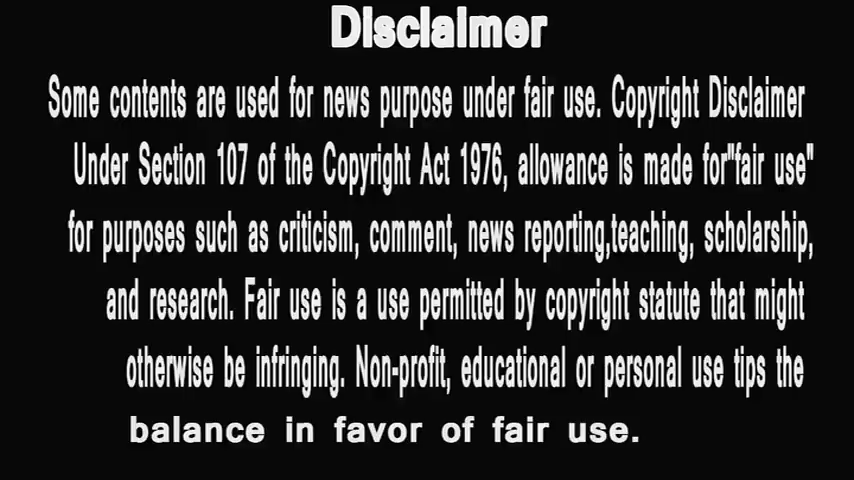 Disclaimer
Some contents are used for news purpose under fair use. Copyright Disclaimer
Under Section 107 of the Copyright Act 1976, allowance is made for"fair use"
for purposes such as criticism, comment, news reporting,teaching, scholarship,
and research. Fair use is a use permitted by copyright statute that might
otherwise be infringing. Non-profit, educational or personal use tips the
balance in favor of fair use.